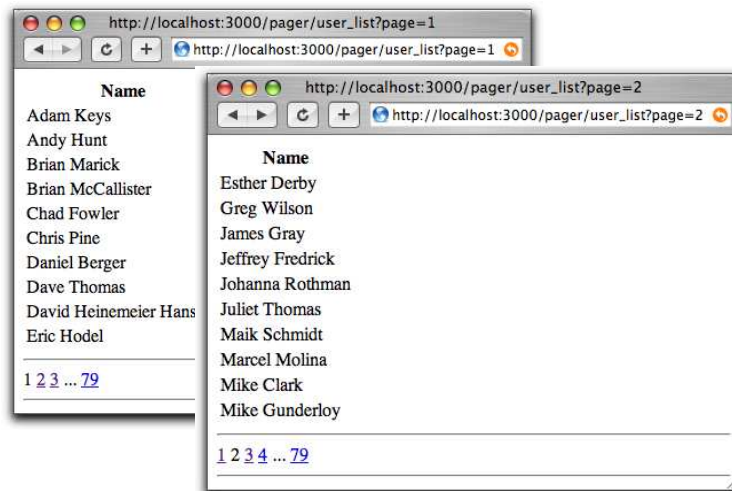 http://localhost:3000/pager/user_list?page=1
http://localhost:3000/pager/user_list?page=1
Name
Adam Keys
Andy Hunt
Brian Marick
Brian McCallister
Chad Fowler
Chris Pine
Daniel Berger
Dave Thomas
David Heinemeier Hans
Eric Hodel
1 2 3 ... 79
http://localhost:3000/pager/user_list?page=2
http://localhost:3000/pager/user_list?page=2
Name
Esther Derby
Greg Wilson
James Gray
Jeffrey Fredrick
Johanna Rothman
Juliet Thomas
Maik Schmidt
Marcel Molina
Mike Clark
Mike Gunderloy
1 2 3 4 ... 79